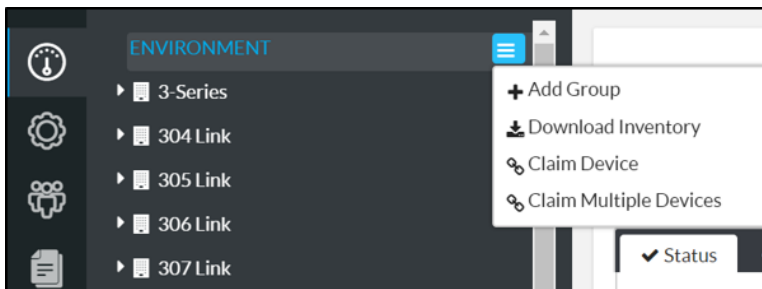 ENVIRONMENT
3-Series
304 Link
305 Link
306 Link
307 Link
Add Group
Download Inventory
Claim Device
Claim Multiple Devices
Status